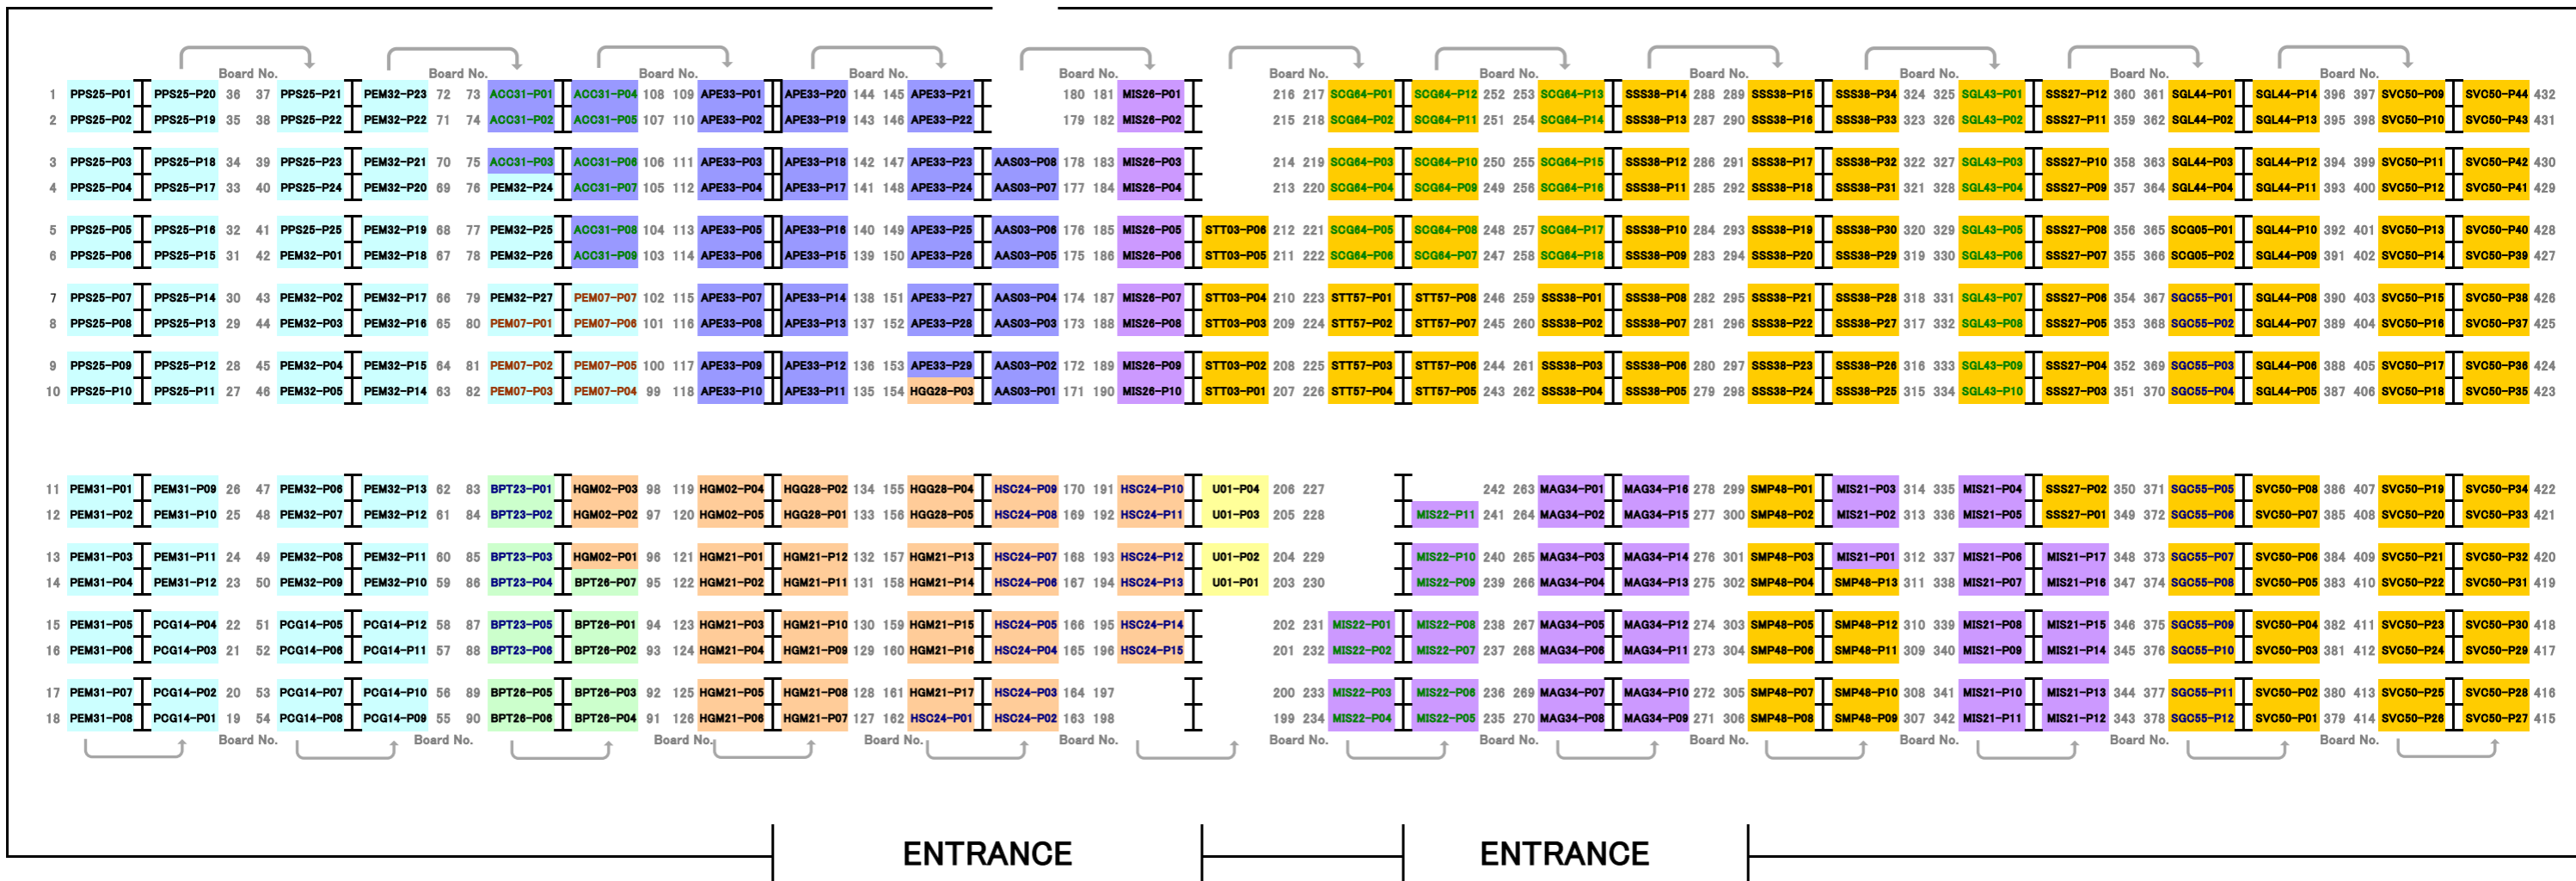 Board No. Board No. Board No. Board No. Board No. Board No. Board No. Board No. Board No. Board No. Board No.
1 PPS25-P01 PPS25-P20 36 37 PPS25-P21 PEM32-P23 72 73 ACC31-P01 ACC31-P04 108 109 APE33-P01 APE33-P20 144 145 APE33-P21 180 181 MIS26-P01 216 217 SCG64-P01 SCG64-P12 252 253 SCG64-P13 SSS38-P14 288 289 SSS38-P15 SSS38-P34 324 325 SGL43-P01 SSS27-P12 360 361 SGL44-P01 SGL44-P14 396 397 SVC50-P09 SVC50-P44 432
2 PPS25-P02 PPS25-P19 35 38 PPS25-P22 PEM32-P22 71 74 ACC31-P02 ACC31-P05 107 110 APE33-P02 APE33-P19 143 146 APE33-P22 179 182 MIS26-P02 215 218 SCG64-P02 SCG64-P11 251 254 SCG64-P14 SSS38-P13 287 290 SSS38-P16 SSS38-P33 323 326 SGL43-P02 SSS27-P11 359 362 SGL44-P02 SGL44-P13 395 398 SVC50-P10 SVC50-P43 431
3 PPS25-P03 PPS25-P18 34 39 PPS25-P23 PEM32-P21 70 75 ACC31-P03 ACC31-P06 106 111 APE33-P03 APE33-P18 142 147 APE33-P23 AAS03-P08 178 183 MIS26-P03 214 219 SCG64-P03 SCG64-P10 250 255 SCG64-P15 SSS38-P12 286 291 SSS38-P17 SSS38-P32 322 327 SGL43-P03 SSS27-P10 358 363 SGL44-P03 SGL44-P12 394 399 SVC50-P11 SVC50-P42 430
4 PPS25-P04 PPS25-P17 33 40 PPS25-P24 PEM32-P20 69 76 PEM32-P24 ACC31-P07 105 112 APE33-P04 APE33-P17 141 148 APE33-P24 AAS03-P07 177 184 MIS26-P04 213 220 SCG64-P04 SCG64-P09 249 256 SCG64-P16 SSS38-P11 285 292 SSS38-P18 SSS38-P31 321 328 SGL43-P04 SSS27-P09 357 364 SGL44-P04 SGL44-P11 393 400 SVC50-P12 SVC50-P41 429
5 PPS25-P05 PPS25-P16 32 41 PPS25-P25 PEM32-P19 68 77 PEM32-P25 ACC31-P08 104 113 APE33-P05 APE33-P16 140 149 APE33-P25 AAS03-P06 176 185 MIS26-P05 STT03-P06 212 221 SCG64-P05 SCG64-P08 248 257 SCG64-P17 SSS38-P10 284 293 SSS38-P19 SSS38-P30 320 329 SGL43-P05 SSS27-P08 356 365 SCG05-P01 SGL44-P10 392 401 SVC50-P13 SVC50-P40 428
6 PPS25-P06 PPS25-P15 31 42 PEM32-P01 PEM32-P18 67 78 PEM32-P26 ACC31-P09 103 114 APE33-P06 APE33-P15 139 150 APE33-P26 AAS03-P05 175 186 MIS26-P06 STT03-P05 211 222 SCG64-P06 SCG64-P07 247 258 SCG64-P18 SSS38-P09 283 294 SSS38-P20 SSS38-P29 319 330 SGL43-P06 SSS27-P07 355 366 SCG05-P02 SGL44-P09 391 402 SVC50-P14 SVC50-P39 427
7 PPS25-P07 PPS25-P14 30 43 PEM32-P02 PEM32-P17 66 79 PEM32-P27 PEM07-P07 102 115 APE33-P07 APE33-P14 138 151 APE33-P27 AAS03-P04 174 187 MIS26-P07 STT03-P04 210 223 STT57-P01 STT57-P08 246 259 SSS38-P01 SSS38-P08 282 295 SSS38-P21 SSS38-P28 318 331 SGL43-P07 SSS27-P06 354 367 SGC55-P01 SGL44-P08 390 403 SVC50-P15 SVC50-P38 426
8 PPS25-P08 PPS25-P13 29 44 PEM32-P03 PEM32-P16 65 80 PEM07-P01 PEM07-P06 101 116 APE33-P08 APE33-P13 137 152 APE33-P28 AAS03-P03 173 188 MIS26-P08 STT03-P03 209 224 STT57-P02 STT57-P07 245 260 SSS38-P02 SSS38-P07 281 296 SSS38-P22 SSS38-P27 317 332 SGL43-P08 SSS27-P05 353 368 SGC55-P02 SGL44-P07 389 404 SVC50-P16 SVC50-P37 425
9 PPS25-P09 PPS25-P12 28 45 PEM32-P04 PEM32-P15 64 81 PEM07-P02 PEM07-P05 100 117 APE33-P09 APE33-P12 136 153 APE33-P29 AAS03-P02 172 189 MIS26-P09 STT03-P02 208 225 STT57-P03 STT57-P06 244 261 SSS38-P03 SSS38-P06 280 297 SSS38-P23 SSS38-P26 316 333 SGL43-P09 SSS27-P04 352 369 SGC55-P03 SGL44-P06 388 405 SVC50-P17 SVC50-P36 424
10 PPS25-P10 PPS25-P11 27 46 PEM32-P05 PEM32-P14 63 82 PEM07-P03 PEM07-P04 99 118 APE33-P10 APE33-P11 135 154 HGG28-P03 AAS03-P01 171 190 MIS26-P10 STT03-P01 207 226 STT57-P04 STT57-P05 243 262 SSS38-P04 SSS38-P05 279 298 SSS38-P24 SSS38-P25 315 334 SGL43-P10 SSS27-P03 351 370 SGC55-P04 SGL44-P05 387 406 SVC50-P18 SVC50-P35 423
11 PEM31-P01 PEM31-P09 26 47 PEM32-P06 PEM32-P13 62 83 BPT23-P01 HGM02-P03 98 119 HGM02-P04 HGG28-P02 134 155 HGG28-P04 HSC24-P09 170 191 HSC24-P10 U01-P04 206 227 242 263 MAG34-P01 MAG34-P16 278 299 SMP48-P01 MIS21-P03 314 335 MIS21-P04 SSS27-P02 350 371 SGC55-P05 SVC50-P08 386 407 SVC50-P19 SVC50-P34 422
12 PEM31-P02 PEM31-P10 25 48 PEM32-P07 PEM32-P12 61 84 BPT23-P02 HGM02-P02 97 120 HGM02-P05 HGG28-P01 133 156 HGG28-P05 HSC24-P08 169 192 HSC24-P11 U01-P03 205 228 MIS22-P11 241 264 MAG34-P02 MAG34-P15 277 300 SMP48-P02 MIS21-P02 313 336 MIS21-P05 SSS27-P01 349 372 SGC55-P06 SVC50-P07 385 408 SVC50-P20 SVC50-P33 421
13 PEM31-P03 PEM31-P11 24 49 PEM32-P08 PEM32-P11 60 85 BPT23-P03 HGM02-P01 96 121 HGM21-P01 HGM21-P12 132 157 HGM21-P13 HSC24-P07 168 193 HSC24-P12 U01-P02 204 229 MIS22-P10 240 265 MAG34-P03 MAG34-P14 276 301 SMP48-P03 MIS21-P01 312 337 MIS21-P06 MIS21-P17 348 373 SGC55-P07 SVC50-P06 384 409 SVC50-P21 SVC50-P32 420
14 PEM31-P04 PEM31-P12 23 50 PEM32-P09 PEM32-P10 59 86 BPT23-P04 BPT26-P07 95 122 HGM21-P02 HGM21-P11 131 158 HGM21-P14 HSC24-P06 167 194 HSC24-P13 U01-P01 203 230 MIS22-P09 239 266 MAG34-P04 MAG34-P13 275 302 SMP48-P04 SMP48-P13 311 338 MIS21-P07 MIS21-P16 347 374 SGC55-P08 SVC50-P05 383 410 SVC50-P22 SVC50-P31 419
15 PEM31-P05 PCG14-P04 22 51 PCG14-P05 PCG14-P12 58 87 BPT23-P05 BPT26-P01 94 123 HGM21-P03 HGM21-P10 130 159 HGM21-P15 HSC24-P05 166 195 HSC24-P14 202 231 MIS22-P01 MIS22-P08 238 267 MAG34-P05 MAG34-P12 274 303 SMP48-P05 SMP48-P12 310 339 MIS21-P08 MIS21-P15 346 375 SGC55-P09 SVC50-P04 382 411 SVC50-P23 SVC50-P30 418
16 PEM31-P06 PCG14-P03 21 52 PCG14-P06 PCG14-P11 57 88 BPT23-P06 BPT26-P02 93 124 HGM21-P04 HGM21-P09 129 160 HGM21-P16 HSC24-P04 165 196 HSC24-P15 201 232 MIS22-P02 MIS22-P07 237 268 MAG34-P06 MAG34-P11 273 304 SMP48-P06 SMP48-P11 309 340 MIS21-P09 MIS21-P14 345 376 SGC55-P10 SVC50-P03 381 412 SVC50-P24 SVC50-P29 417
17 PEM31-P07 PCG14-P02 20 53 PCG14-P07 PCG14-P10 56 89 BPT26-P05 BPT26-P03 92 125 HGM21-P05 HGM21-P08 128 161 HGM21-P17 HSC24-P03 164 197 200 233 MIS22-P03 MIS22-P06 236 269 MAG34-P07 MAG34-P10 272 305 SMP48-P07 SMP48-P10 308 341 MIS21-P10 MIS21-P13 344 377 SGC55-P11 SVC50-P02 380 413 SVC50-P25 SVC50-P28 416
18 PEM31-P08 PCG14-P01 19 54 PCG14-P08 PCG14-P09 55 90 BPT26-P06 BPT26-P04 91 126 HGM21-P06 HGM21-P07 127 162 HSC24-P01 HSC24-P02 163 198 199 234 MIS22-P04 MIS22-P05 235 270 MAG34-P08 MAG34-P09 271 306 SMP48-P08 SMP48-P09 307 342 MIS21-P11 MIS21-P12 343 378 SGC55-P12 SVC50-P01 379 414 SVC50-P26 SVC50-P27 415
Board No. Board No. Board No. Board No. Board No. Board No. Board No. Board No. Board No. Board No. Board No.
ENTRANCE ENTRANCE